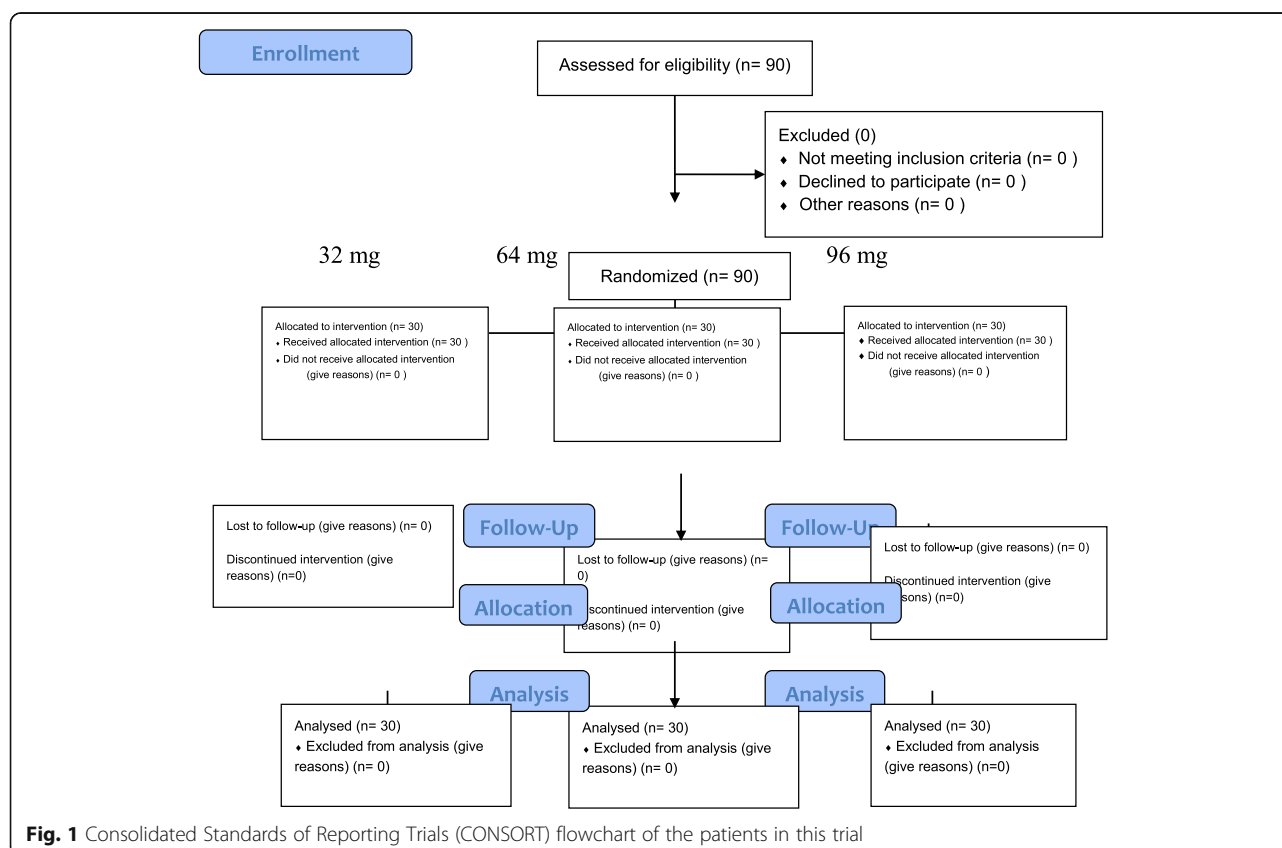 Enrollment
Assessed for eligibility (n= 90)
Excluded (0)
♦ Not meeting inclusion criteria (n= 0 )
♦ Declined to participate (n= 0 )
♦ Other reasons (n= 0 )
32 mg
64 mg
96 mg
Randomized (n= 90)
Allocated to intervention (n= 30)
♦ Received allocated intervention (n= 30 )
♦ Did not receive allocated intervention
(give reasons) (n= 0 )
Allocated to intervention (n= 30)
♦ Received allocated intervention (n= 30 )
♦ Did not receive allocated intervention
(give reasons) (n= 0 )
Allocated to intervention (n= 30)
♦ Received allocated intervention (n= 30 )
♦ Did not receive allocated intervention
(give reasons) (n= 0 )
Lost to follow-up (give reasons) (n= 0)
Discontinued intervention (give
reasons) (n=0)
Follow-Up
Lost to follow-up (give reasons) (n=
0)
Allocation
intervention (give
(n= 0)
Follow-Up
Lost to follow-up (give reasons) (n= 0)
Discontinued intervention (give
(n=0)
Allocation
Analysis
Analysis
Analysed (n= 30)
♦ Excluded from analysis (give
reasons) (n= 0)
Analysed (n= 30)
♦ Excluded from analysis (give
reasons) (n= 0)
Analysed (n= 30)
♦ Excluded from analysis
(give reasons) (n=0)
Fig. 1 Consolidated Standards of Reporting Trials (CONSORT) flowchart of the patients in this trial